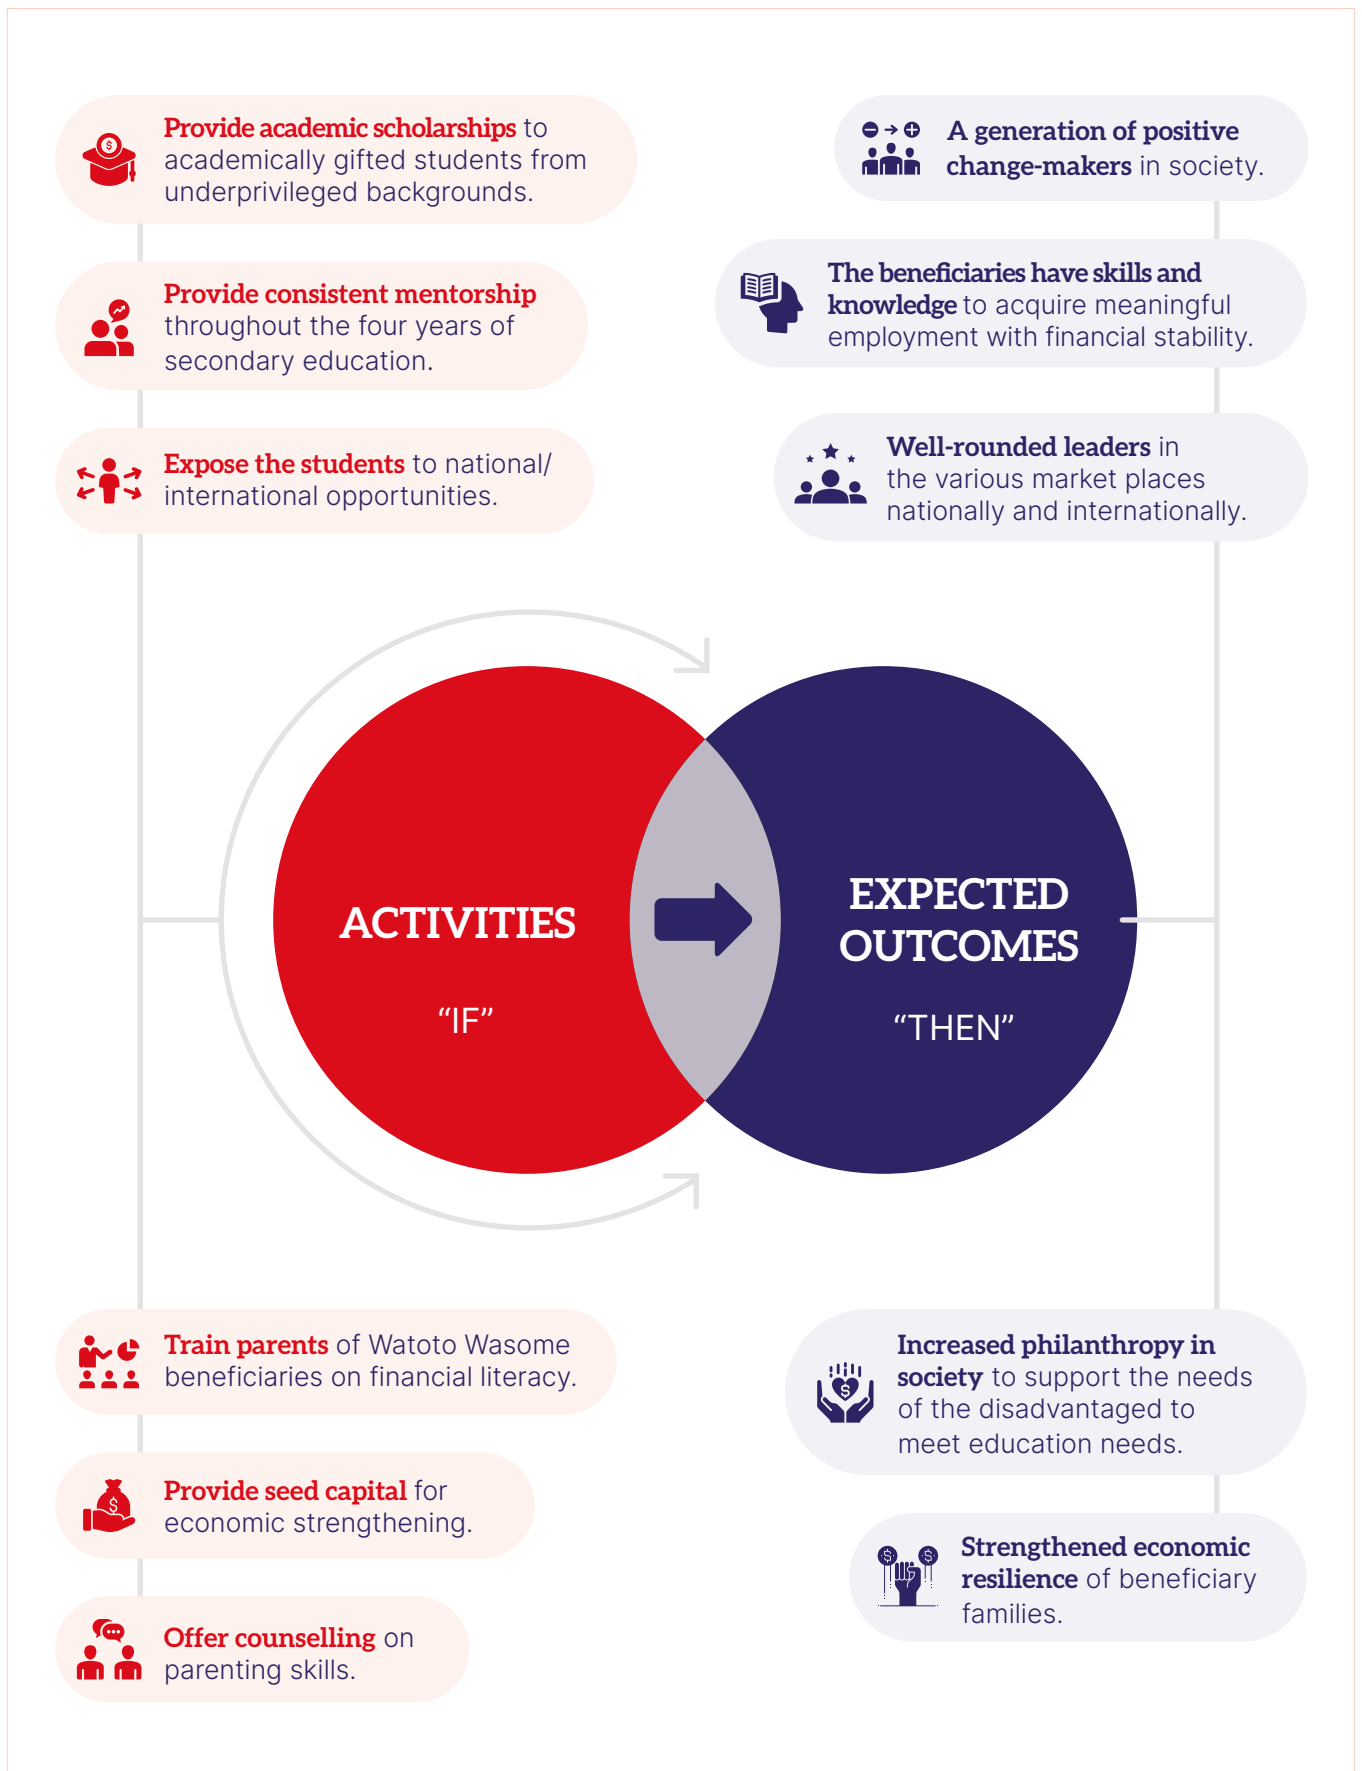 Provide academic scholarships to
academically gifted students from
underprivileged backgrounds.
Provide consistent mentorship
throughout the four years of
secondary education.
Expose the students to national/
international opportunities.
A generation of positive
change-makers in society.
The beneficiaries have skills and
knowledge to acquire meaningful
employment with financial stability.
Well-rounded leaders in
the various market places
nationally and internationally.
ACTIVITIES
“IF”
EXPECTED
OUTCOMES
“THEN”
Train parents of Watoto Wasome
beneficiaries on financial literacy.
Provide seed capital for
economic strengthening.
Offer counselling on
parenting skills.
Increased philanthropy in
society to support the needs
of the disadvantaged to
meet education needs.
Strengthened economic
resilience of beneficiary
families.